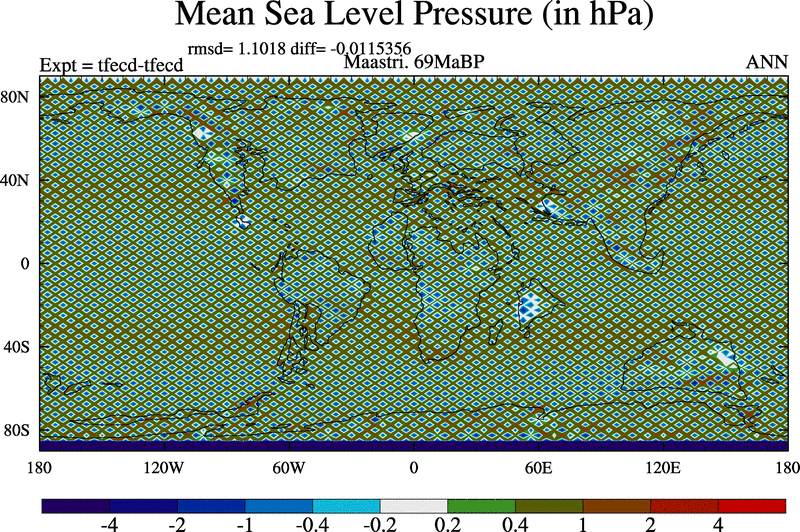 Mean Sea Level Pressure (in hPa)
rmsd= 1.1018 diff= -0.0115356
Expt = tfecd-tfecd Maastri. 69MaBP ANN
80N
40N
0
40S
80S
180 120W 60W 0 60E 120E 180
-4 -2 -1 -0.4 -0.2 0.2 0.4 1 2 4